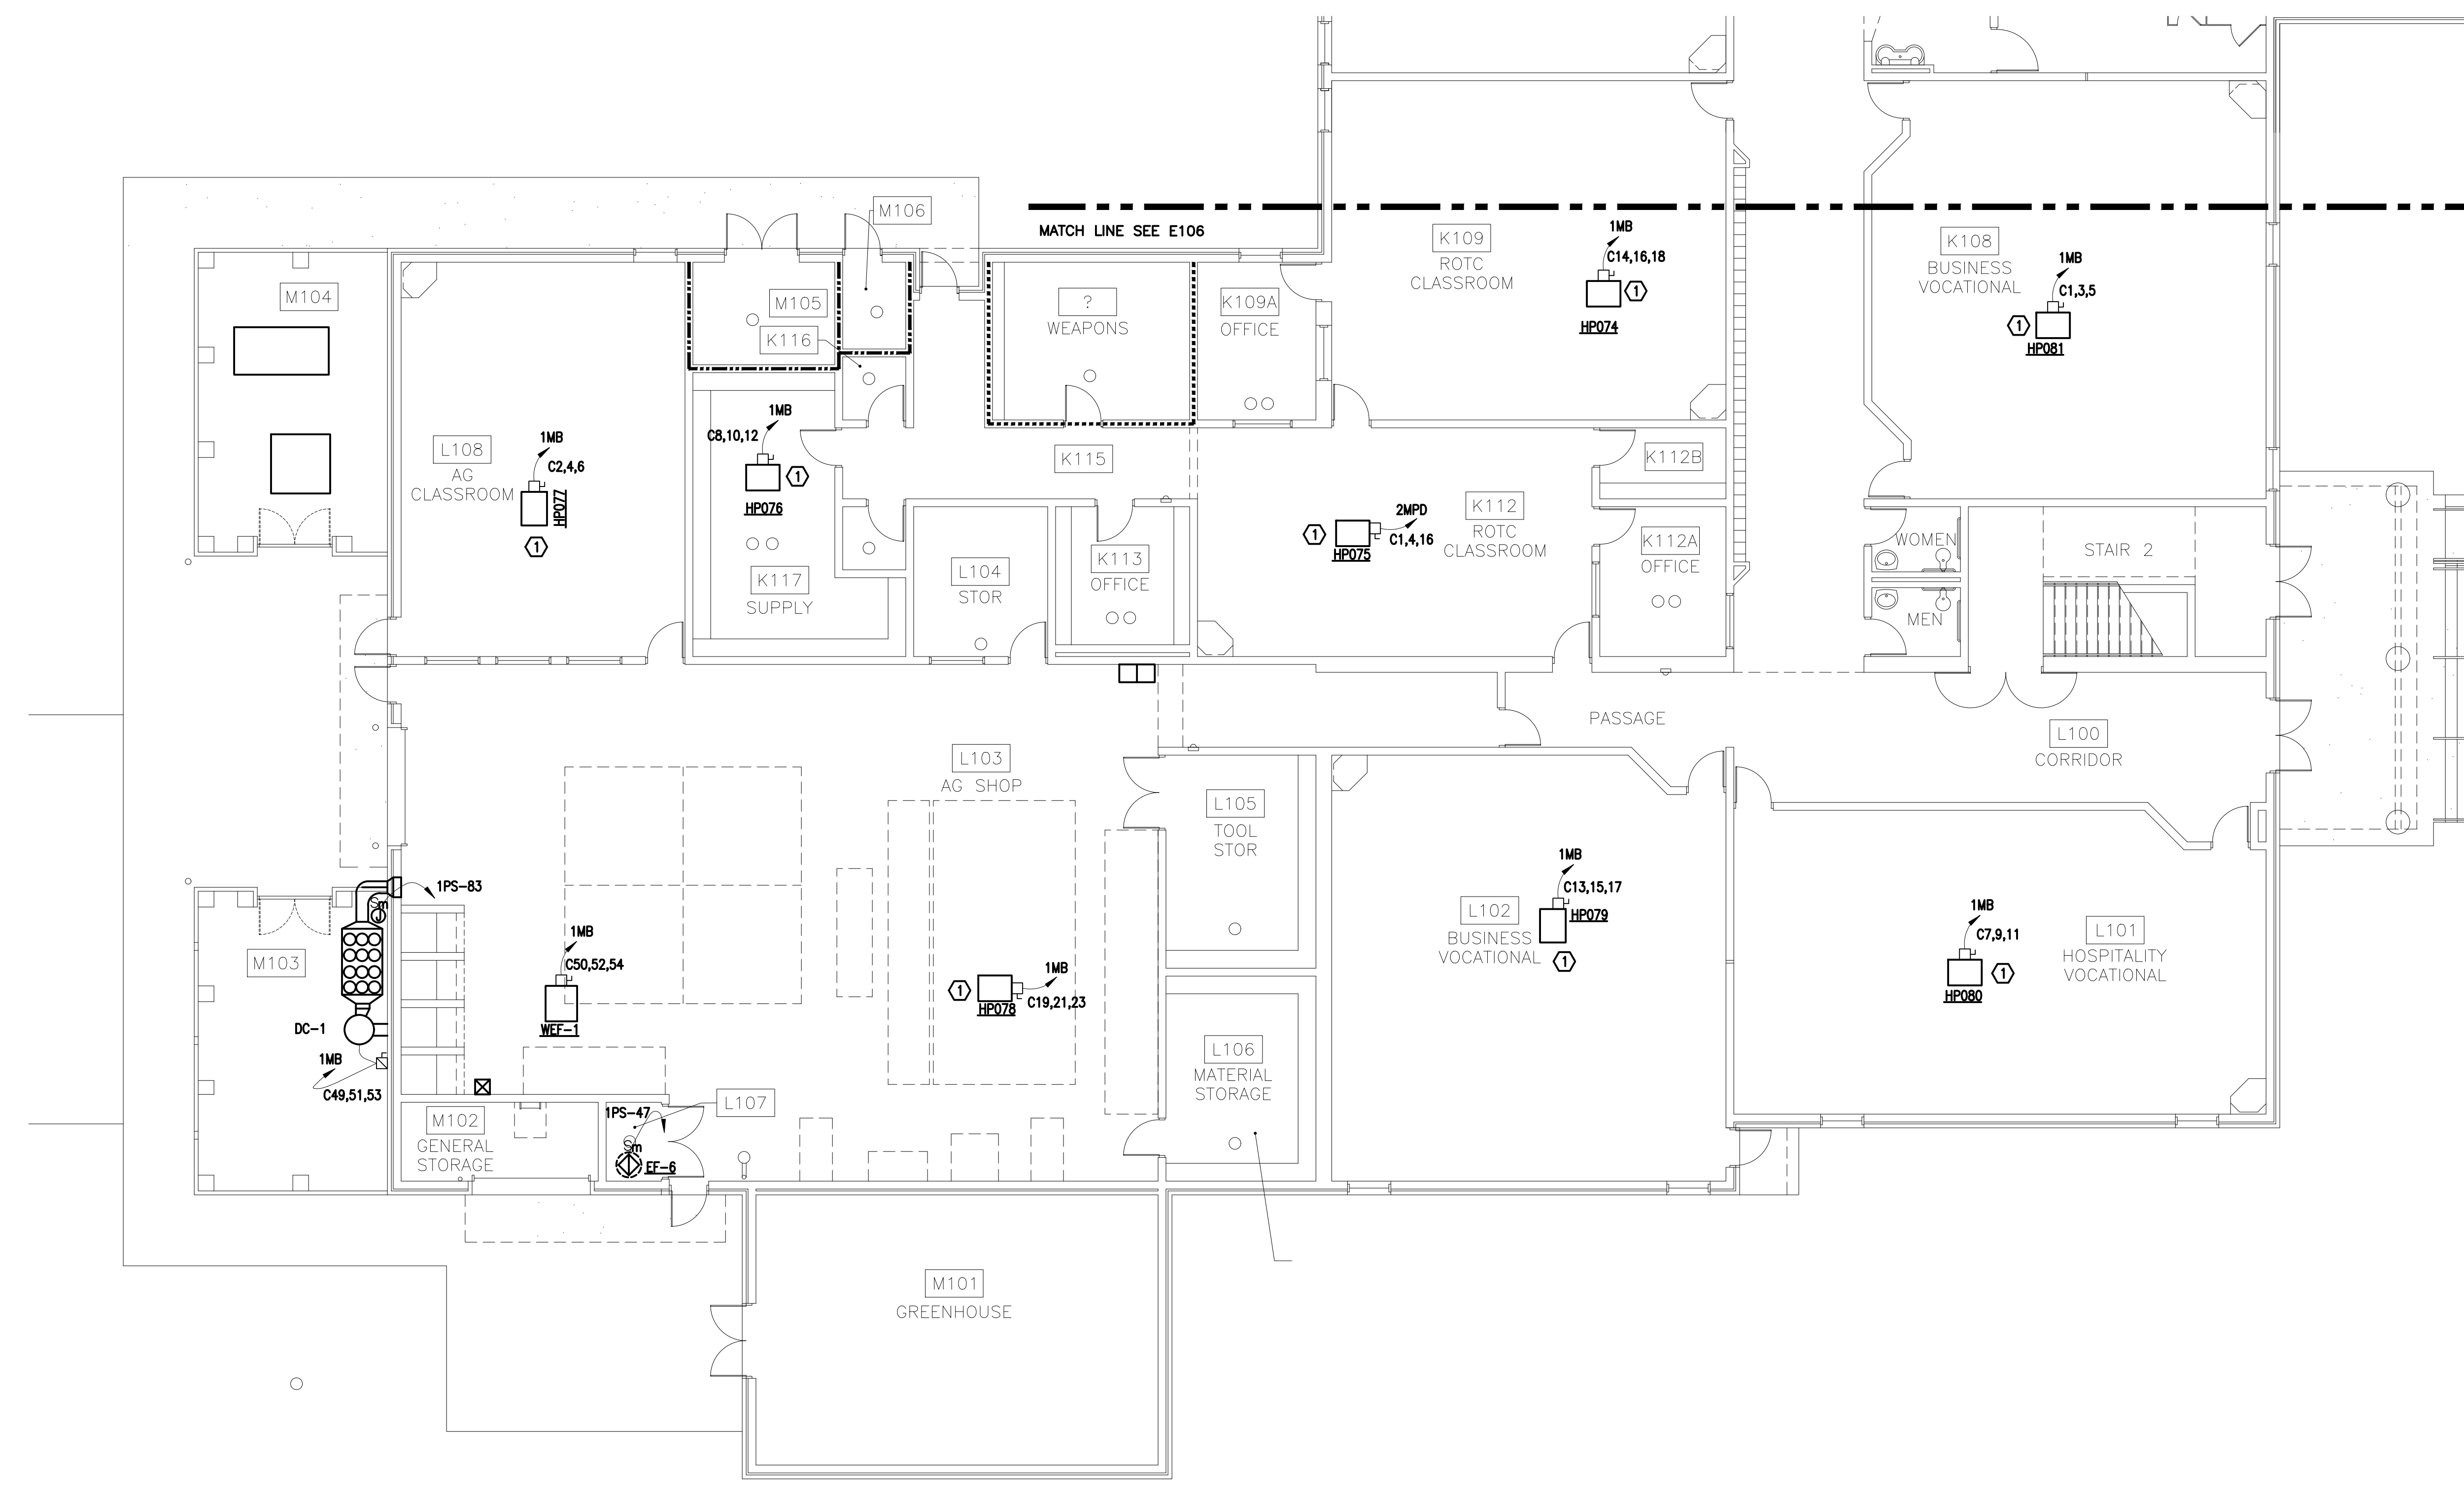 M106
MATCH LINE SEE E106
M104
M105
K116
?
WEAPONS
K109A
OFFICE
K109
ROTC
CLASSROOM
1MB
C14,16,18
1
HP074
K108
BUSINESS
VOCATIONAL
1MB
C1,3,5
1
HP081
L108
AG
CLASSROOM
1MB
C2,4,6
HP077
1
1MB
C8,10,12
1
HP076
K117
SUPPLY
K115
L104
STOR
K113
OFFICE
1
HP075
2MPD
C1,4,16
K112
ROTC
CLASSROOM
K112B
K112A
OFFICE
WOMEN
MEN
STAIR 2
PASSAGE
L100
CORRIDOR
L103
AG SHOP
L105
TOOL
STOR
1PS-83
Sm
J
M103
DC-1
1MB
C49,51,53
1MB
C50,52,54
WEF-1
1
HP078
1MB
C19,21,23
L102
BUSINESS
VOCATIONAL
1MB
C13,15,17
HP079
1
1MB
C7,9,11
HP080
1
L101
HOSPITALITY
VOCATIONAL
L106
MATERIAL
STORAGE
M102
GENERAL
STORAGE
1PS-47
L107
Sm
EF-6
M101
GREENHOUSE